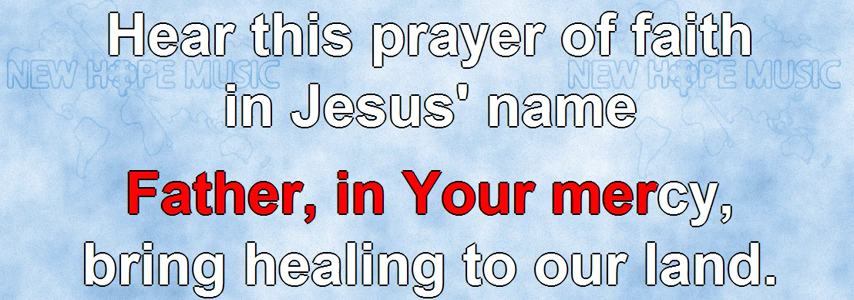 Hear this prayer of faith
NEW HOPE MUSIC NEW HOPE MUSIC
in Jesus' name
Father, in Your mercy,
bring healing to our land.